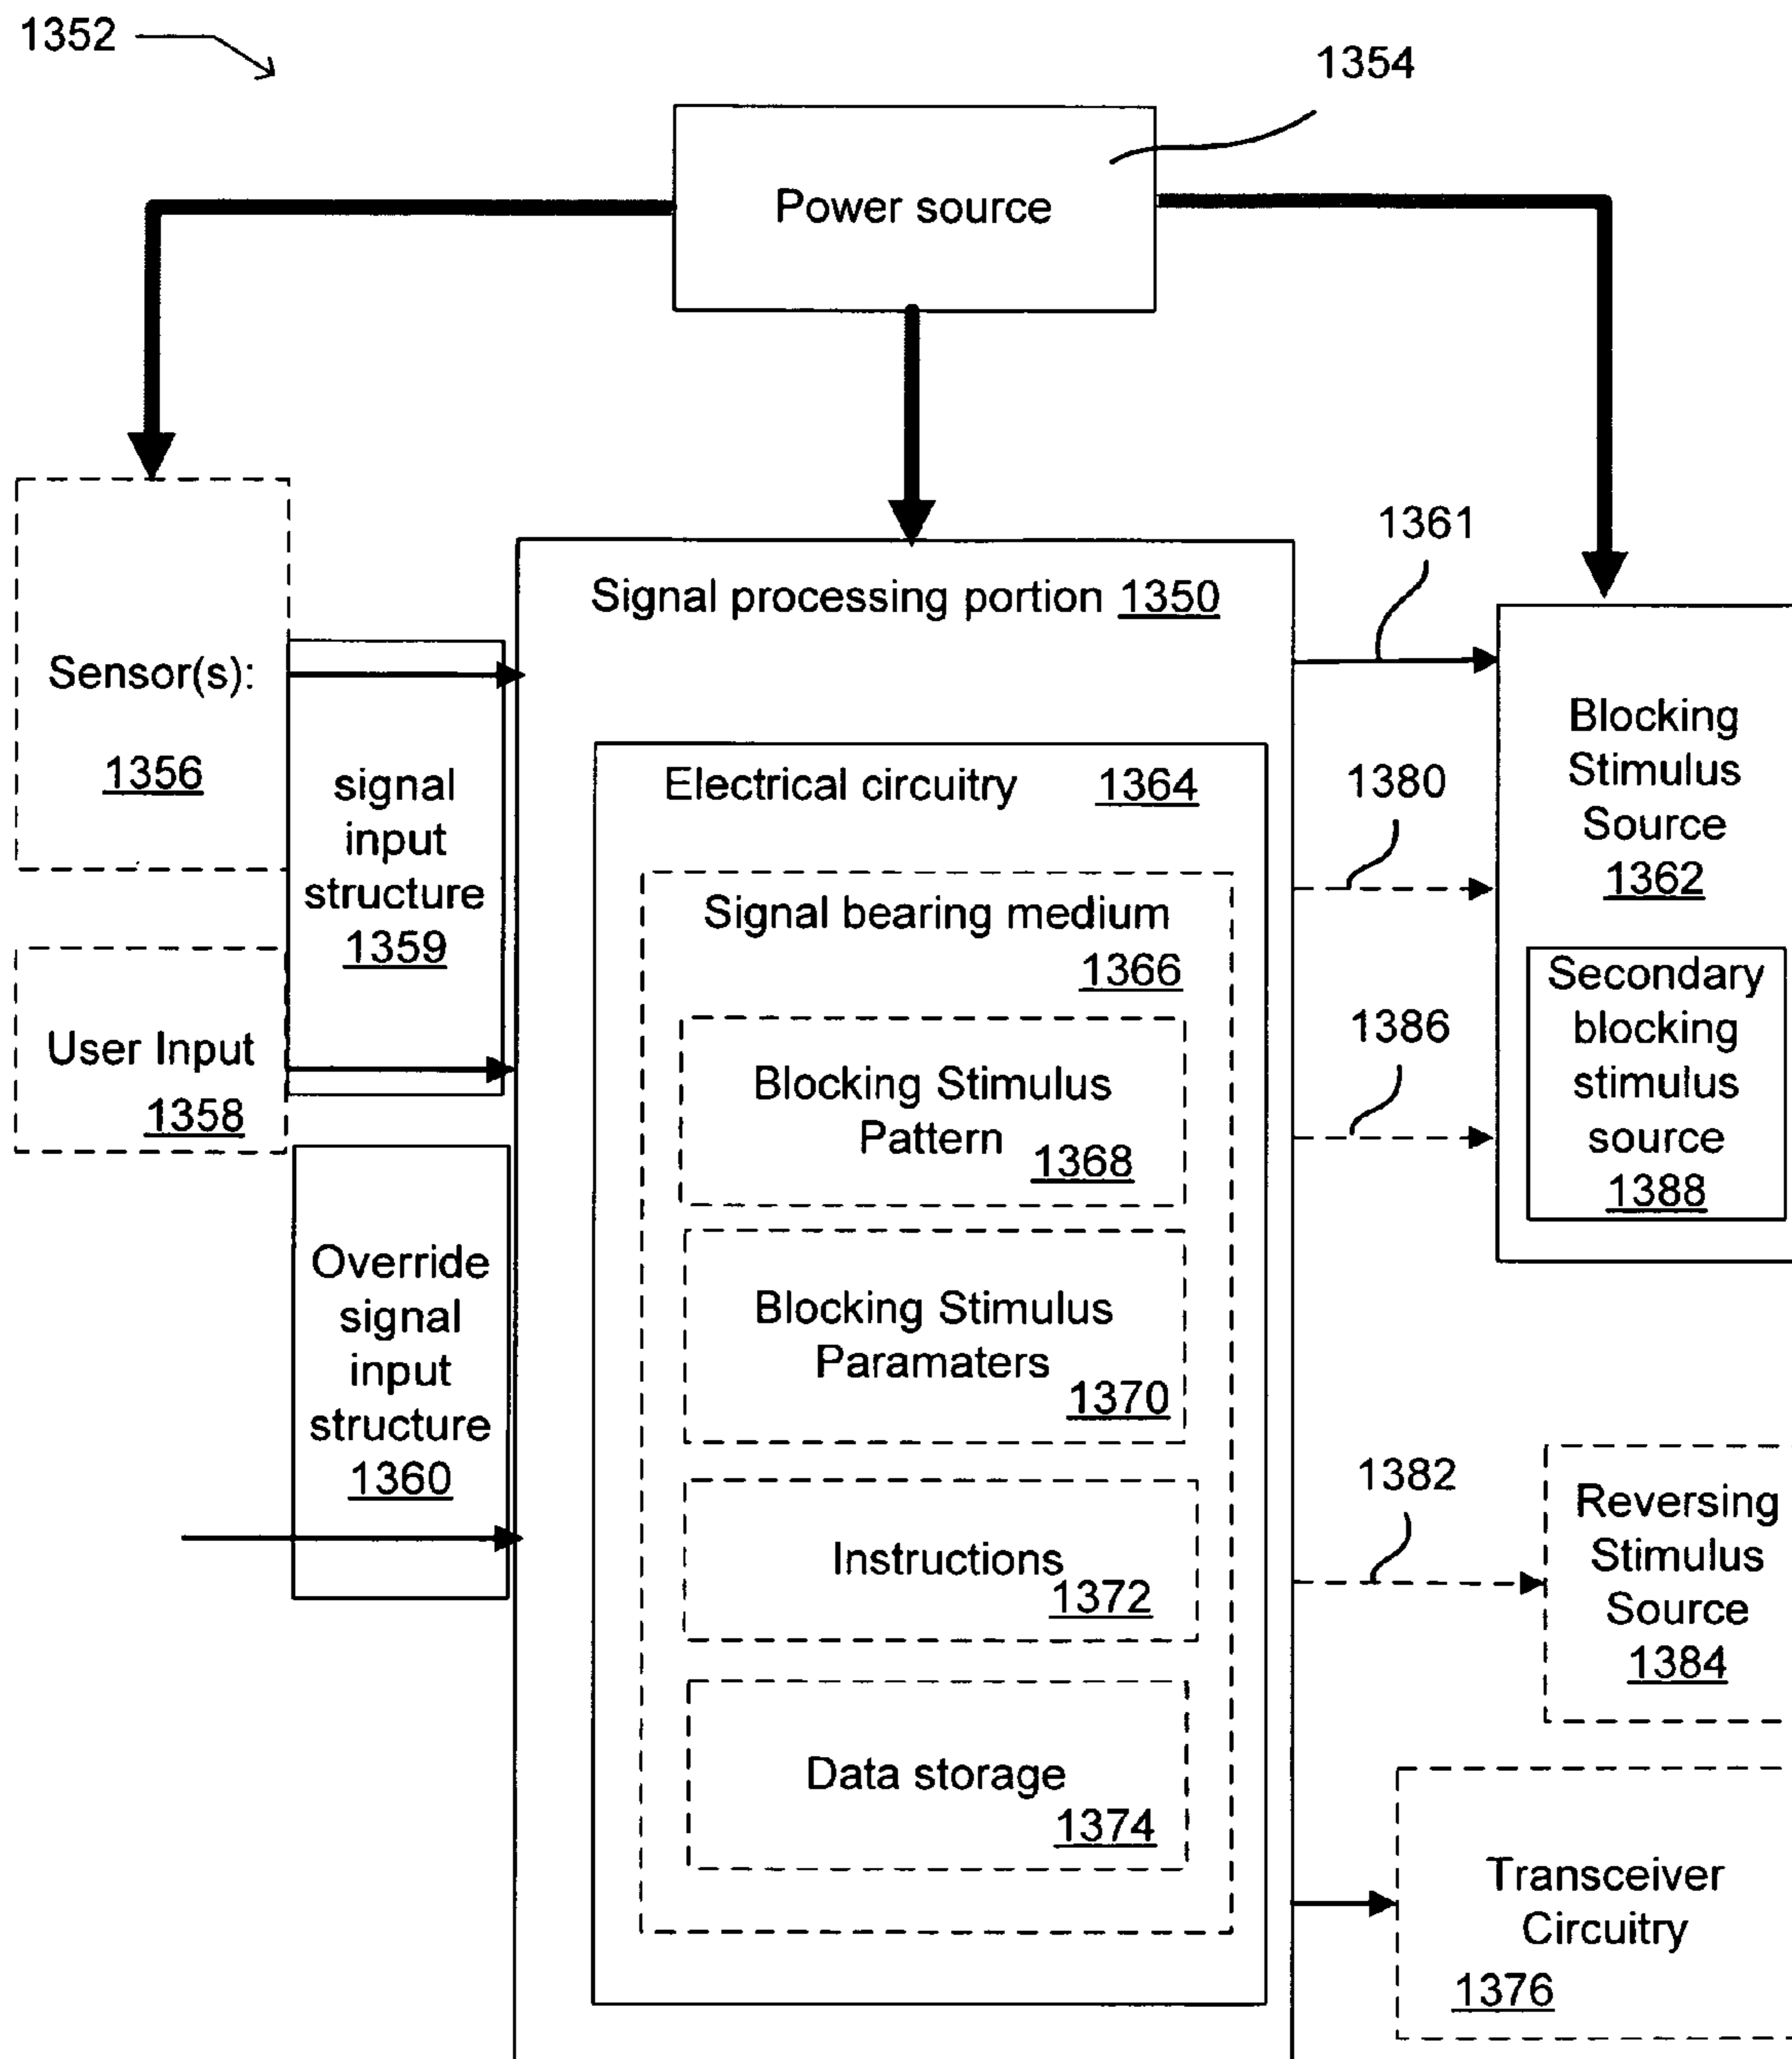 1352
1354
Power source
1361
Signal processing portion 1350
Sensor(s):
1356
signal
input
structure
1359
Electrical circuitry 1364
1380
Blocking
Stimulus
Source
1362
Signal bearing medium
1366
User Input
1358
1386
Secondary
blocking
stimulus
source
1388
Blocking Stimulus
Pattern
1368
Override
signal
input
structure
1360
Blocking Stimulus
Paramaters
1370
1382
Reversing
Stimulus
Source
1384
Instructions
1372
Data storage
1374
Transceiver
Circuitry
1376